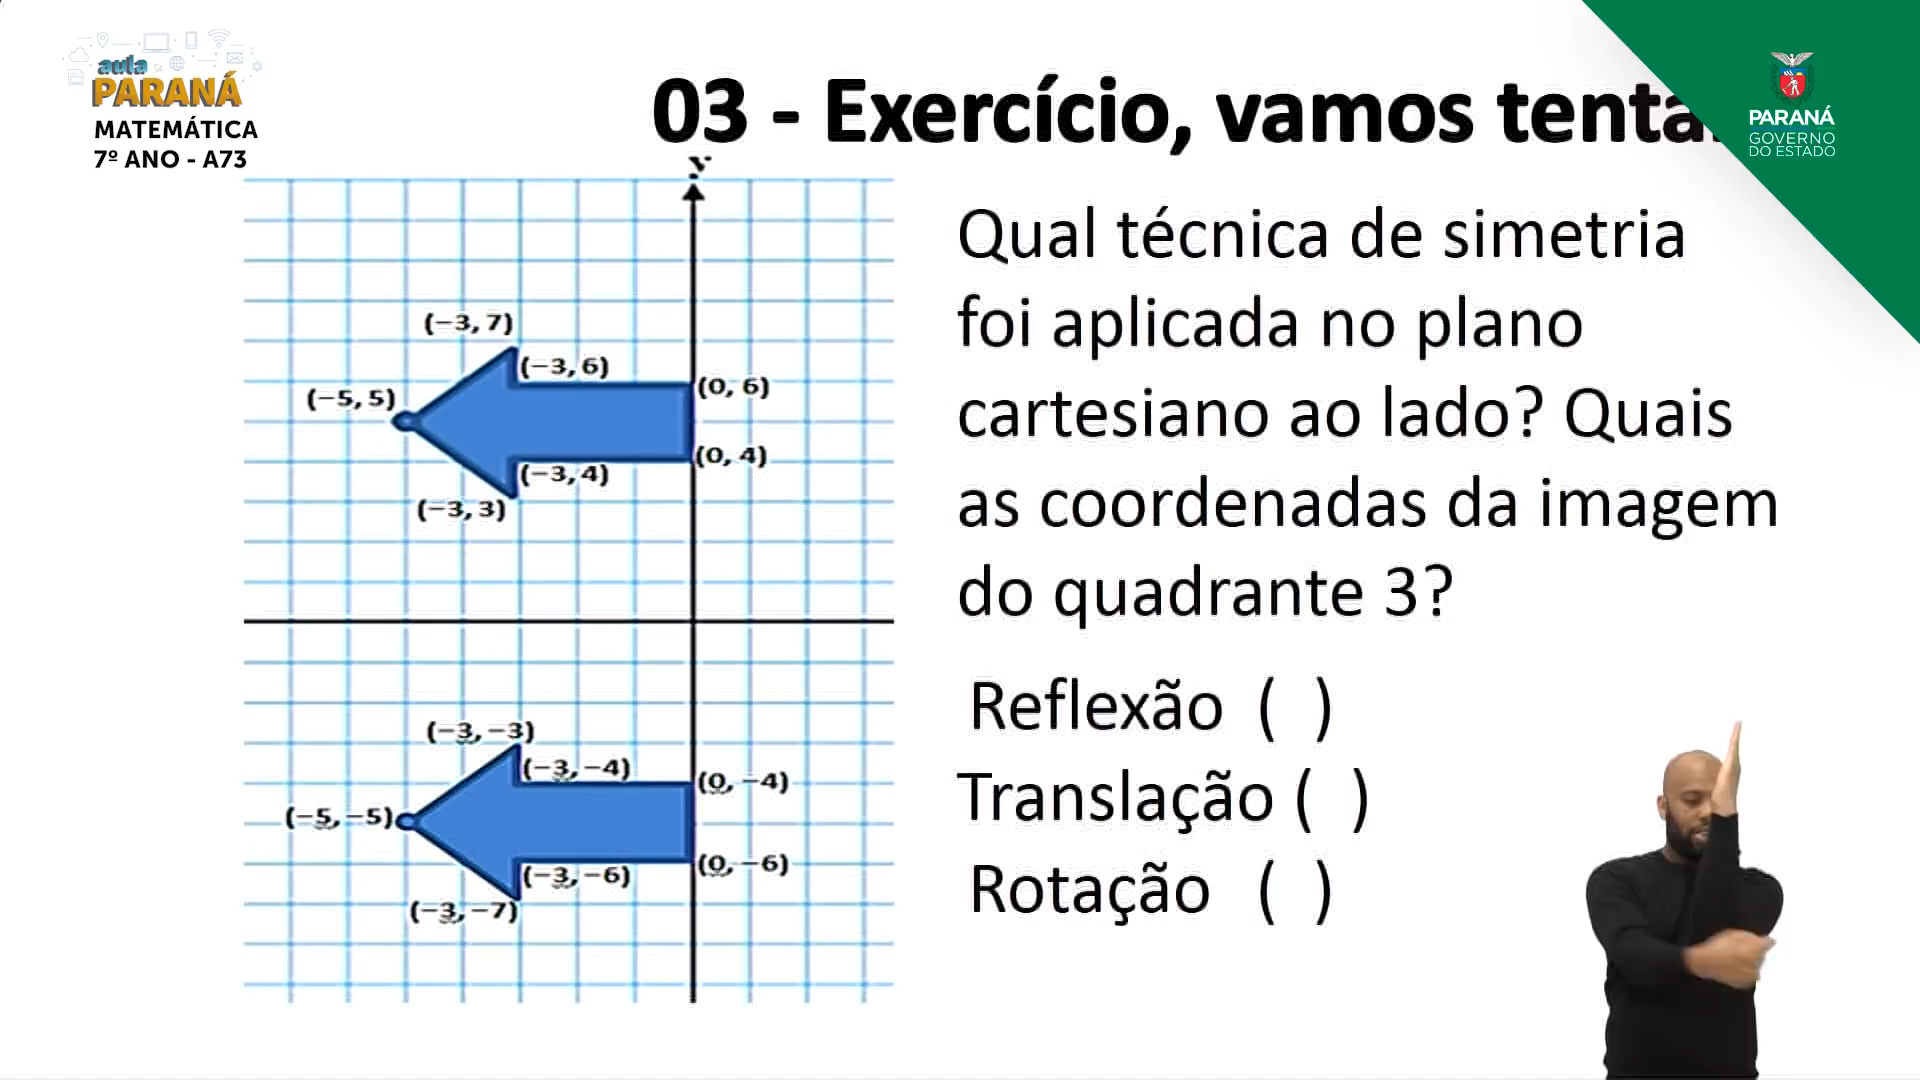 aula
PARANÁ
MATEMÁTICA
7º ANO - A73
03 - Exercício, vamos tenta
PARANÁ
GOVERNO
DO ESTADO
y
(−3, 7)
(−3, 6)
(−5, 5)
(0, 6)
(0, 4)
(−3, 4)
(−3, 3)
(−3, −3)
(−3, −4)
(0, −4)
(−5, −5)
(0, −6)
(−3, −6)
(−3, −7)
Qual técnica de simetria
foi aplicada no plano
cartesiano ao lado? Quais
as coordenadas da imagem
do quadrante 3?
Reflexão ( )
Translação ( )
Rotação ( )